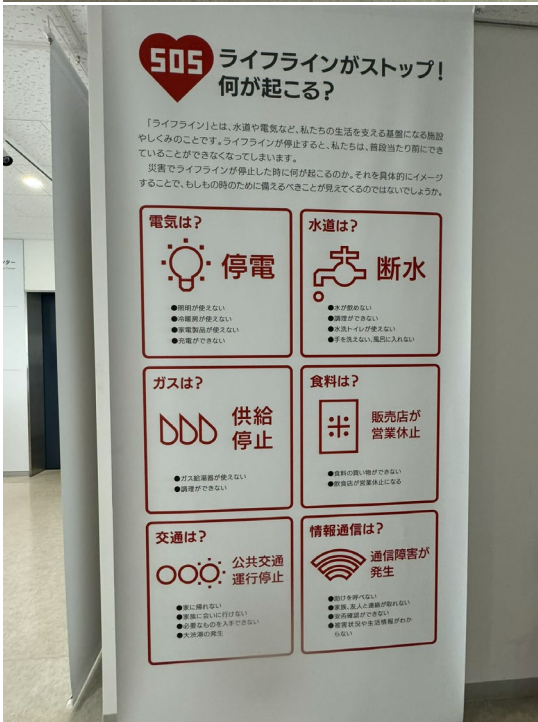 SOS
ライフラインがストップ!
何が起こる?
「ライフライン」とは、水道や電気など、私たちの生活を支える基盤になる施設
やしくみのことです。ライフラインが停止すると、私たちは、普段当たり前にでき
ていることができなくなってしまいます。
災害でライフラインが停止した時に何が起こるのか。それを具体的にイメージ
することで、もしもの時のために備えるべきことが見えてくるのではないでしょうか。
電気は?
停電
●照明が使えない
●冷暖房が使えない
●家電製品が使えない
●充電ができない
水道は?
断水
●水が飲めない
●調理ができない
●水洗トイレが使えない
●手を洗えない、風呂に入れない
ガスは?
供給
停止
●ガス給湯器が使えない
●調理ができない
食料は?
米
販売店が
営業休止
●食料の買い物ができない
●飲食店が営業休止になる
交通は?
公共交通
運行停止
●家に帰れない
●家族に会いに行けない
●必要なものを入手できない
●大渋滞の発生
情報通信は?
通信障害が
発生
●助けを呼べない
●家族、友人と連絡が取れない
●安否確認ができない
●被害状況や生活情報がわか
らない
ンター